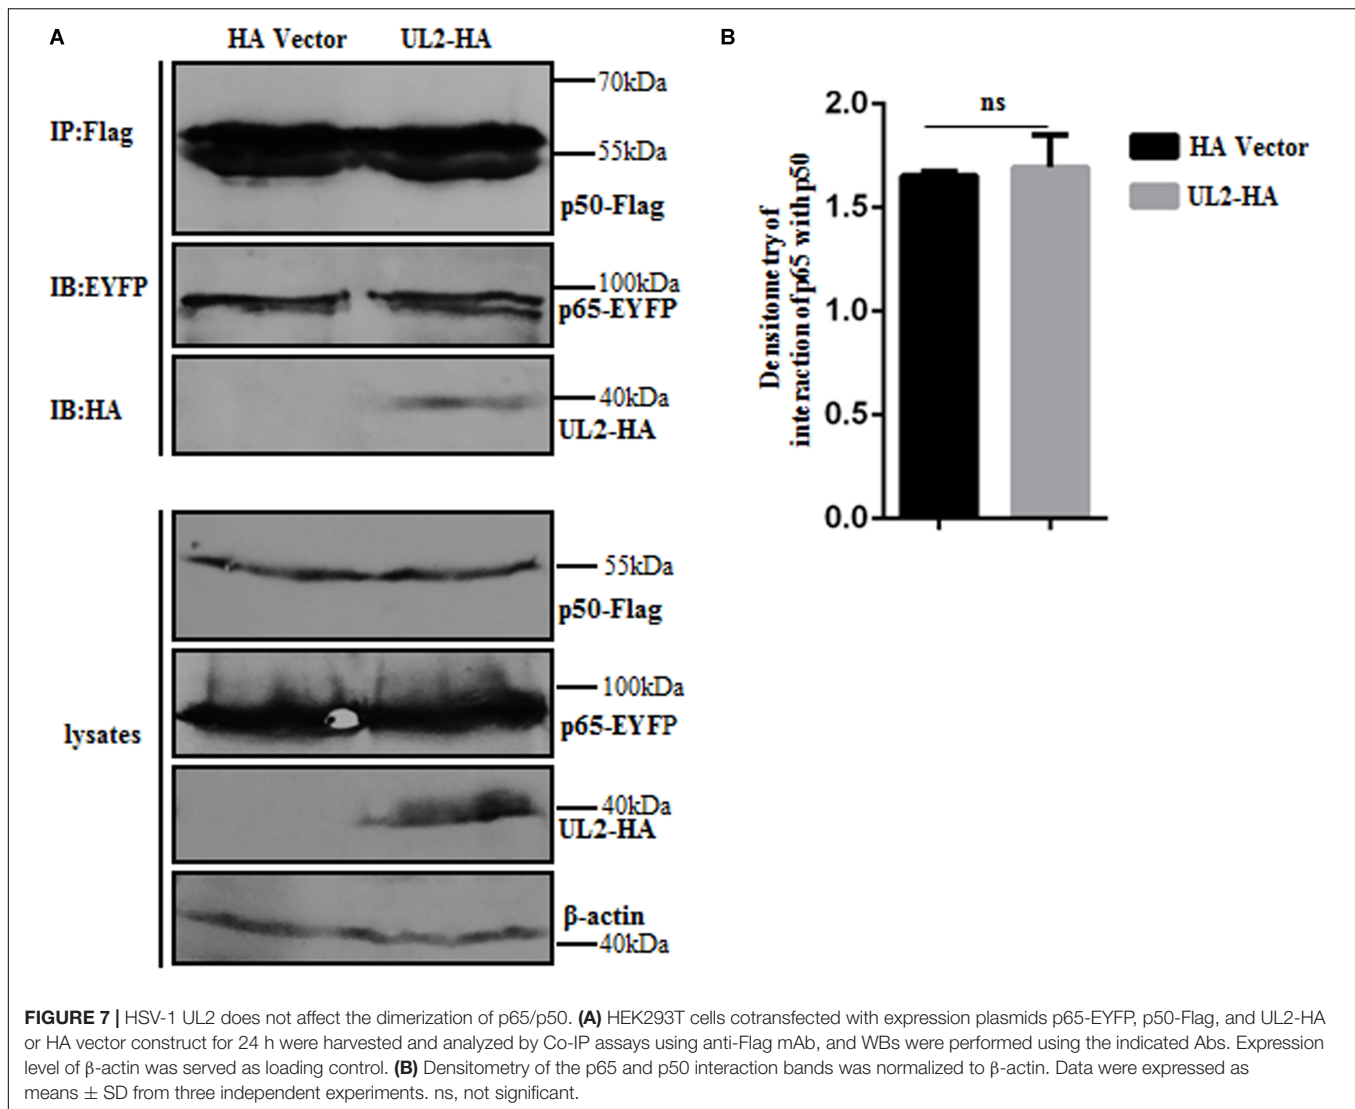 A
HA Vector UL2-HA
IP:Flag
70kDa
55kDa
p50-Flag
IB:EYFP
100kDa
p65-EYFP
IB:HA
40kDa
UL2-HA
lysates
55kDa
p50-Flag
100kDa
p65-EYFP
40kDa
UL2-HA
β-actin
40kDa
B
Densitometry of
interaction of p65 with p50
2.0
1.5
1.0
0.5
0.0
ns
HA Vector
UL2-HA
FIGURE 7 | HSV-1 UL2 does not affect the dimerization of p65/p50. (A) HEK293T cells cotransfected with expression plasmids p65-EYFP, p50-Flag, and UL2-HA
or HA vector construct for 24 h were harvested and analyzed by Co-IP assays using anti-Flag mAb, and WBs were performed using the indicated Abs. Expression
level of β-actin was served as loading control. (B) Densitometry of the p65 and p50 interaction bands was normalized to β-actin. Data were expressed as
means ± SD from three independent experiments. ns, not significant.